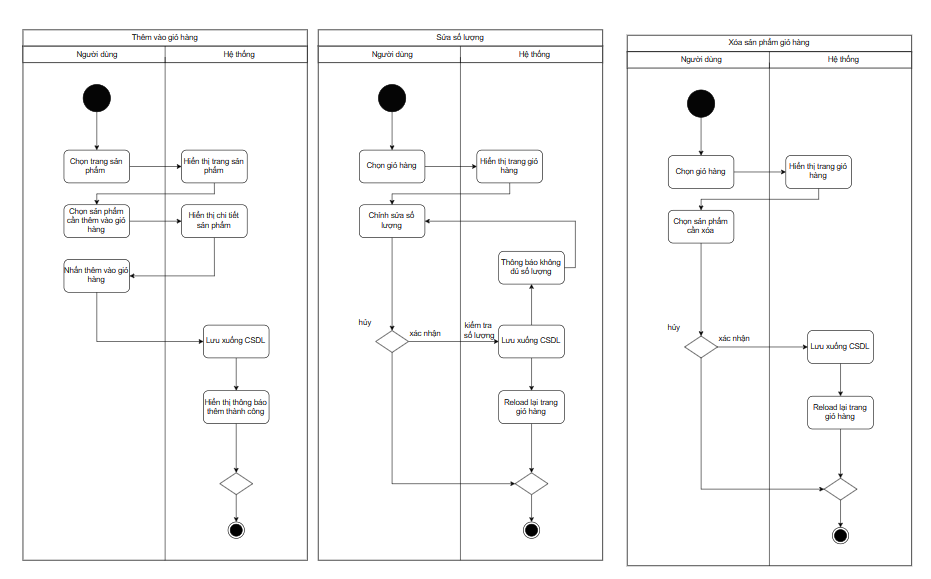 Thêm vào giỏ hàng
Người dùng
Hệ thống
Chọn trang sản
phẩm
Hiển thị trang sản
phẩm
Chọn sản phẩm
cần thêm vào giỏ
hàng
Hiển thị chi tiết
sản phẩm
Nhấn thêm vào giỏ
hàng
Lưu xuống CSDL
Hiển thị thông báo
thêm thành công
Sửa số lượng
Người dùng
Hệ thống
Chọn giỏ hàng
Hiển thị trang giỏ
hàng
Chỉnh sửa số
lượng
Thông báo không
đủ số lượng
hủy
xác nhận
kiểm tra
số lượng
Lưu xuống CSDL
Reload lại trang
giỏ hàng
Xóa sản phẩm giỏ hàng
Người dùng
Hệ thống
Chọn giỏ hàng
Hiển thị trang giỏ
hàng
Chọn sản phẩm
cần xóa
hủy
xác nhận
Lưu xuống CSDL
Reload lại trang
giỏ hàng